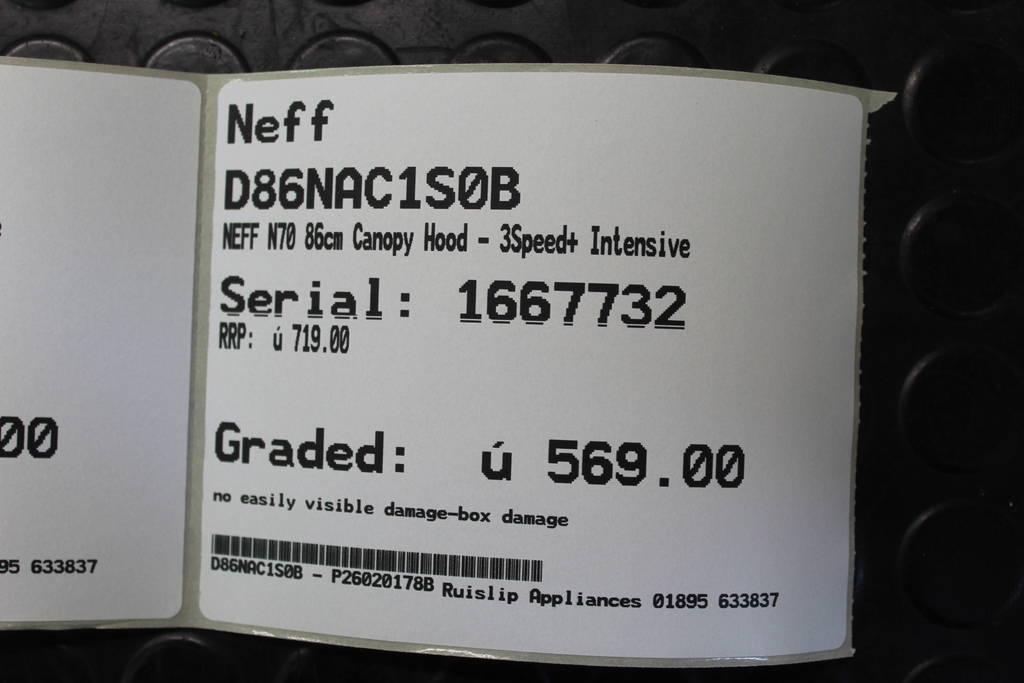 Neff
D86NAC1S0B
NEFF N70 86cm Canopy Hood - 3Speed+ Intensive
Serial: 1667732
RRP: ú 719.00
Graded: ú 569.00
no easily visible damage-box damage
D86NAC1S0B - P26020178B Ruislip Appliances 01895 633837
00
95 633837